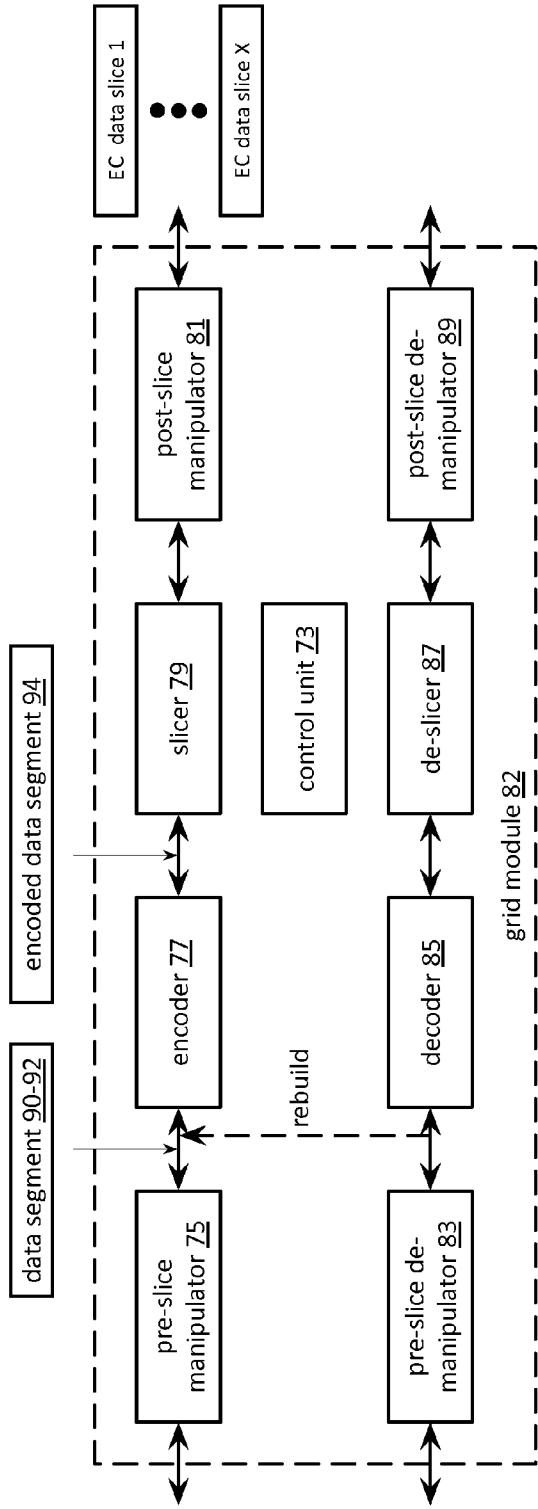 data segment 90-92
encoded data segment 94
pre-slice
manipulator 75
encoder 77
slicer 79
post-slice
manipulator 81
EC data slice 1
EC data slice X
rebuild
control unit 73
pre-slice de-
manipulator 83
decoder 85
de-slicer 87
post-slice de-
manipulator 89
grid module 82